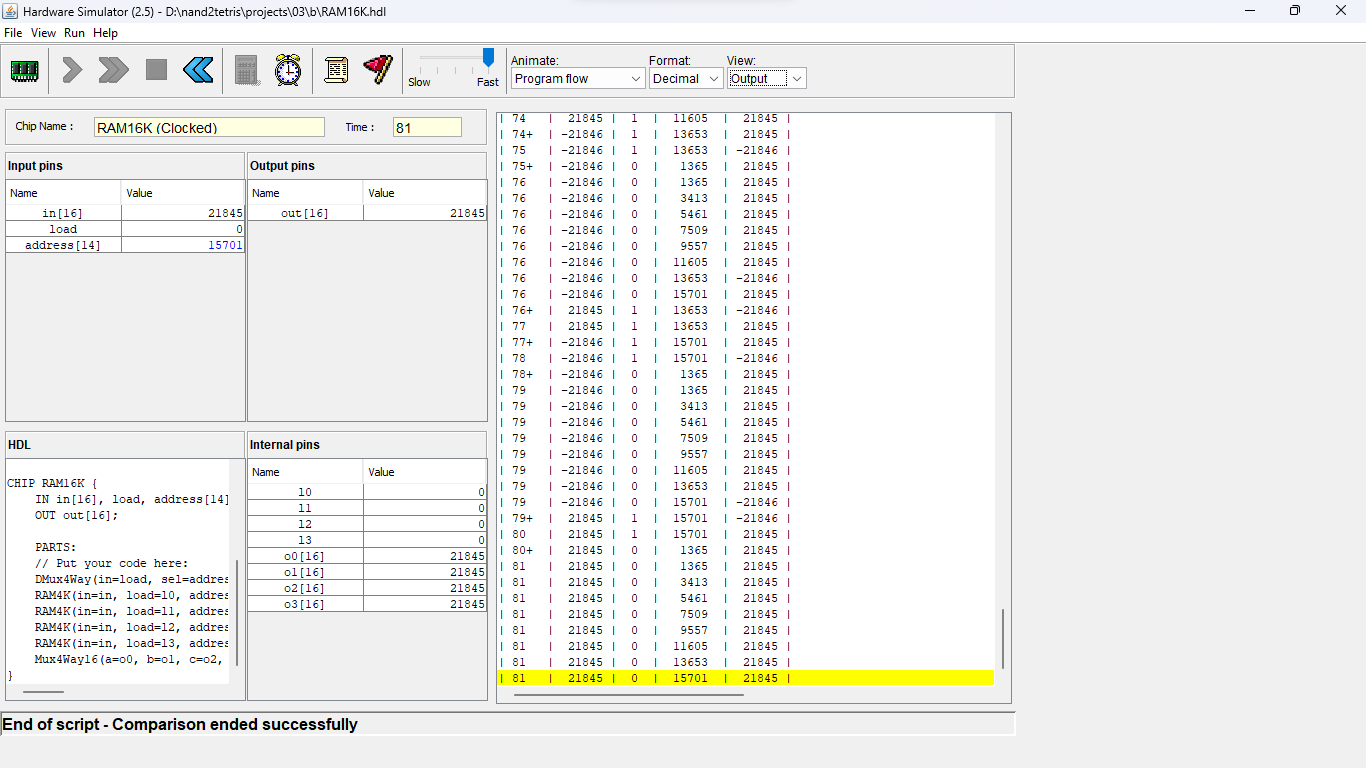 Hardware Simulator (2.5) - D:\nand2tetris\projects\03\b\RAM16K.hdl
File View Run Help
Slow Fast
Animate: Format: View:
Program flow Decimal Output
Chip Name : RAM16K (Clocked) Time : 81
Input pins
Name Value
in[16] 21845
load 0
address[14] 15701
Output pins
Name Value
out[16] 21845
HDL
CHIP RAM16K {
IN in[16], load, address[14]
OUT out[16];
PARTS:
// Put your code here:
DMux4Way(in=load, sel=addres
RAM4K(in=in, load=l0, addres
RAM4K(in=in, load=l1, addres
RAM4K(in=in, load=l2, addres
RAM4K(in=in, load=l3, addres
Mux4Way16(a=o0, b=o1, c=o2,
}
Internal pins
Name Value
l0 0
l1 0
l2 0
l3 0
o0[16] 21845
o1[16] 21845
o2[16] 21845
o3[16] 21845
| 74 | 21845 | 1 | 11605 | 21845 |
| 74+ | -21846 | 1 | 13653 | 21845 |
| 75 | -21846 | 1 | 13653 | -21846 |
| 75+ | -21846 | 0 | 1365 | 21845 |
| 76 | -21846 | 0 | 1365 | 21845 |
| 76 | -21846 | 0 | 3413 | 21845 |
| 76 | -21846 | 0 | 5461 | 21845 |
| 76 | -21846 | 0 | 7509 | 21845 |
| 76 | -21846 | 0 | 9557 | 21845 |
| 76 | -21846 | 0 | 11605 | 21845 |
| 76 | -21846 | 0 | 13653 | -21846 |
| 76 | -21846 | 0 | 15701 | 21845 |
| 76+ | 21845 | 1 | 13653 | -21846 |
| 77 | 21845 | 1 | 13653 | 21845 |
| 77+ | -21846 | 1 | 15701 | 21845 |
| 78 | -21846 | 1 | 15701 | -21846 |
| 78+ | -21846 | 0 | 1365 | 21845 |
| 79 | -21846 | 0 | 1365 | 21845 |
| 79 | -21846 | 0 | 3413 | 21845 |
| 79 | -21846 | 0 | 5461 | 21845 |
| 79 | -21846 | 0 | 7509 | 21845 |
| 79 | -21846 | 0 | 9557 | 21845 |
| 79 | -21846 | 0 | 11605 | 21845 |
| 79 | -21846 | 0 | 13653 | 21845 |
| 79 | -21846 | 0 | 15701 | -21846 |
| 79+ | 21845 | 1 | 15701 | -21846 |
| 80 | 21845 | 1 | 15701 | 21845 |
| 80+ | 21845 | 0 | 1365 | 21845 |
| 81 | 21845 | 0 | 1365 | 21845 |
| 81 | 21845 | 0 | 3413 | 21845 |
| 81 | 21845 | 0 | 5461 | 21845 |
| 81 | 21845 | 0 | 7509 | 21845 |
| 81 | 21845 | 0 | 9557 | 21845 |
| 81 | 21845 | 0 | 11605 | 21845 |
| 81 | 21845 | 0 | 13653 | 21845 |
| 81 | 21845 | 0 | 15701 | 21845 |
End of script - Comparison ended successfully